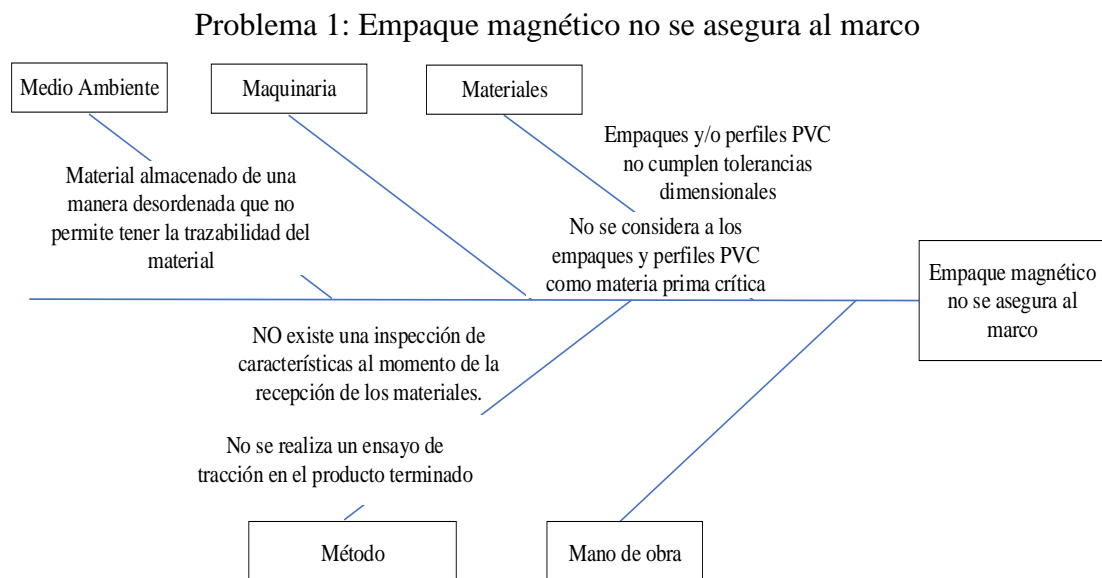 Problema 1: Empaque magnético no se asegura al marco
Medio Ambiente
Maquinaria
Materiales
Empaques y/o perfiles PVC
no cumplen tolerancias
dimensionales
Material almacenado de una
manera desordenada que no
permite tener la trazabilidad del
material
No se considera a los
empaques y perfiles PVC
como materia prima crítica
Empaque magnético
no se asegura al
marco
NO existe una inspección de
características al momento de la
recepción de los materiales.
No se realiza un ensayo de
tracción en el producto terminado
Método
Mano de obra